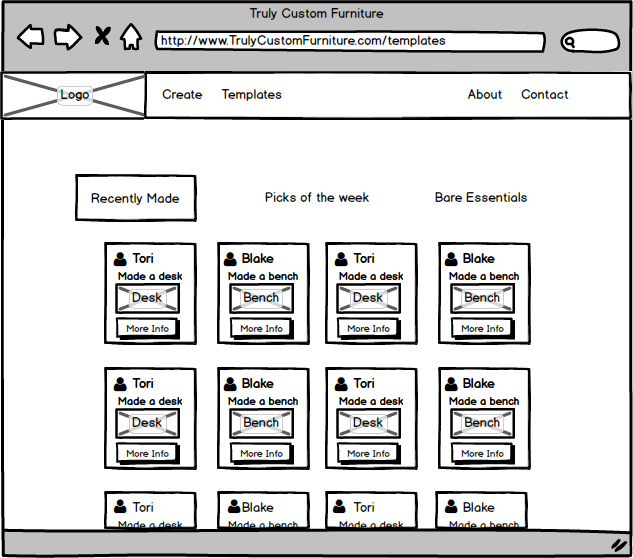 Truly Custom Furniture
http://www.TrulyCustomFurniture.com/templates
Logo Create Templates About Contact
Recently Made Picks of the week Bare Essentials
Tori Blake Tori Blake
Made a desk Made a bench Made a desk Made a bench
Desk Bench Desk Bench
More Info More Info More Info More Info
Tori Blake Tori Blake
Made a desk Made a bench Made a desk Made a bench
Desk Bench Desk Bench
More Info More Info More Info More Info
Tori Blake Tori Blake
Made a desk Made a bench Made a desk Made a bench